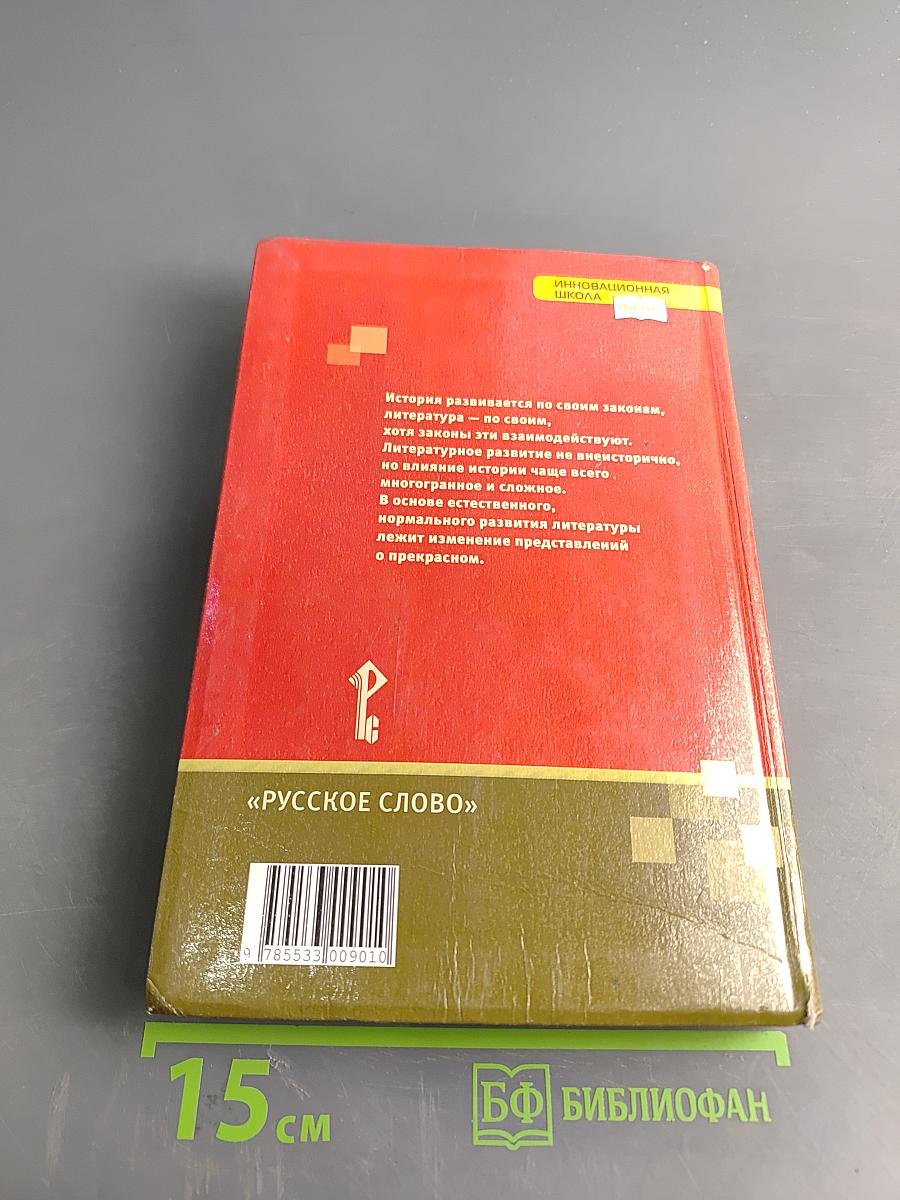 ИННОВАЦИОННАЯ
ШКОЛА
История развивается по своим законам,
литература — по своим,
хотя законы эти взаимодействуют.
Литературное развитие не внеисторично,
но влияние истории чаще всего
многогранное и сложное.
В основе естественного,
нормального развития литературы
лежит изменение представлений
о прекрасном.
РС
«РУССКОЕ СЛОВО»
9 785533 009010
15 см
БФ БИБЛИОФАН